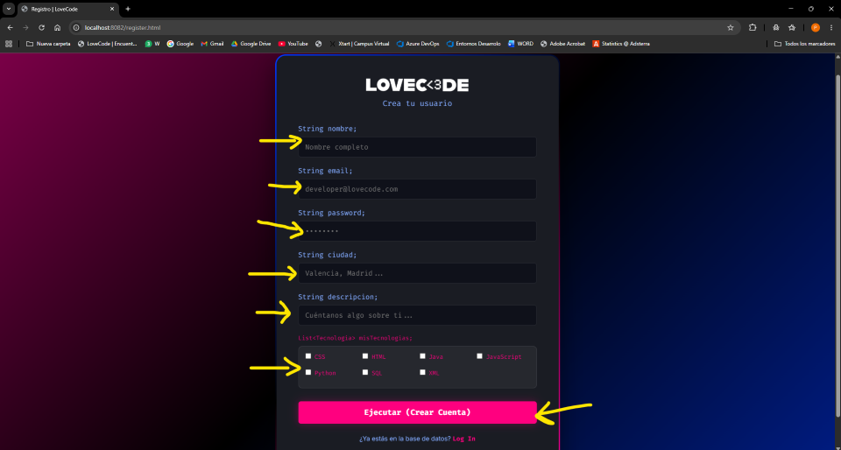 Registro | LoveCode
localhost:8082/register.html
Nueva carpeta LoveCode | Encuent... W Google Gmail Google Drive YouTube Xtart | Campus Virtual Azure DevOps Entornos Desarrollo WORD Adobe Acrobat Statistics @ Adsterra Todos los marcadores
LOVEC<3DE
Crea tu usuario
String nombre;
Nombre completo
String email;
developer@lovecode.com
String password;
--------
String ciudad;
Valencia, Madrid...
String descripcion;
Cuéntanos algo sobre ti...
List<Tecnologia> misTecnologias;
CSS HTML Java JavaScript
Python SQL XML
Ejecutar (Crear Cuenta)
¿Ya estás en la base de datos? Log In